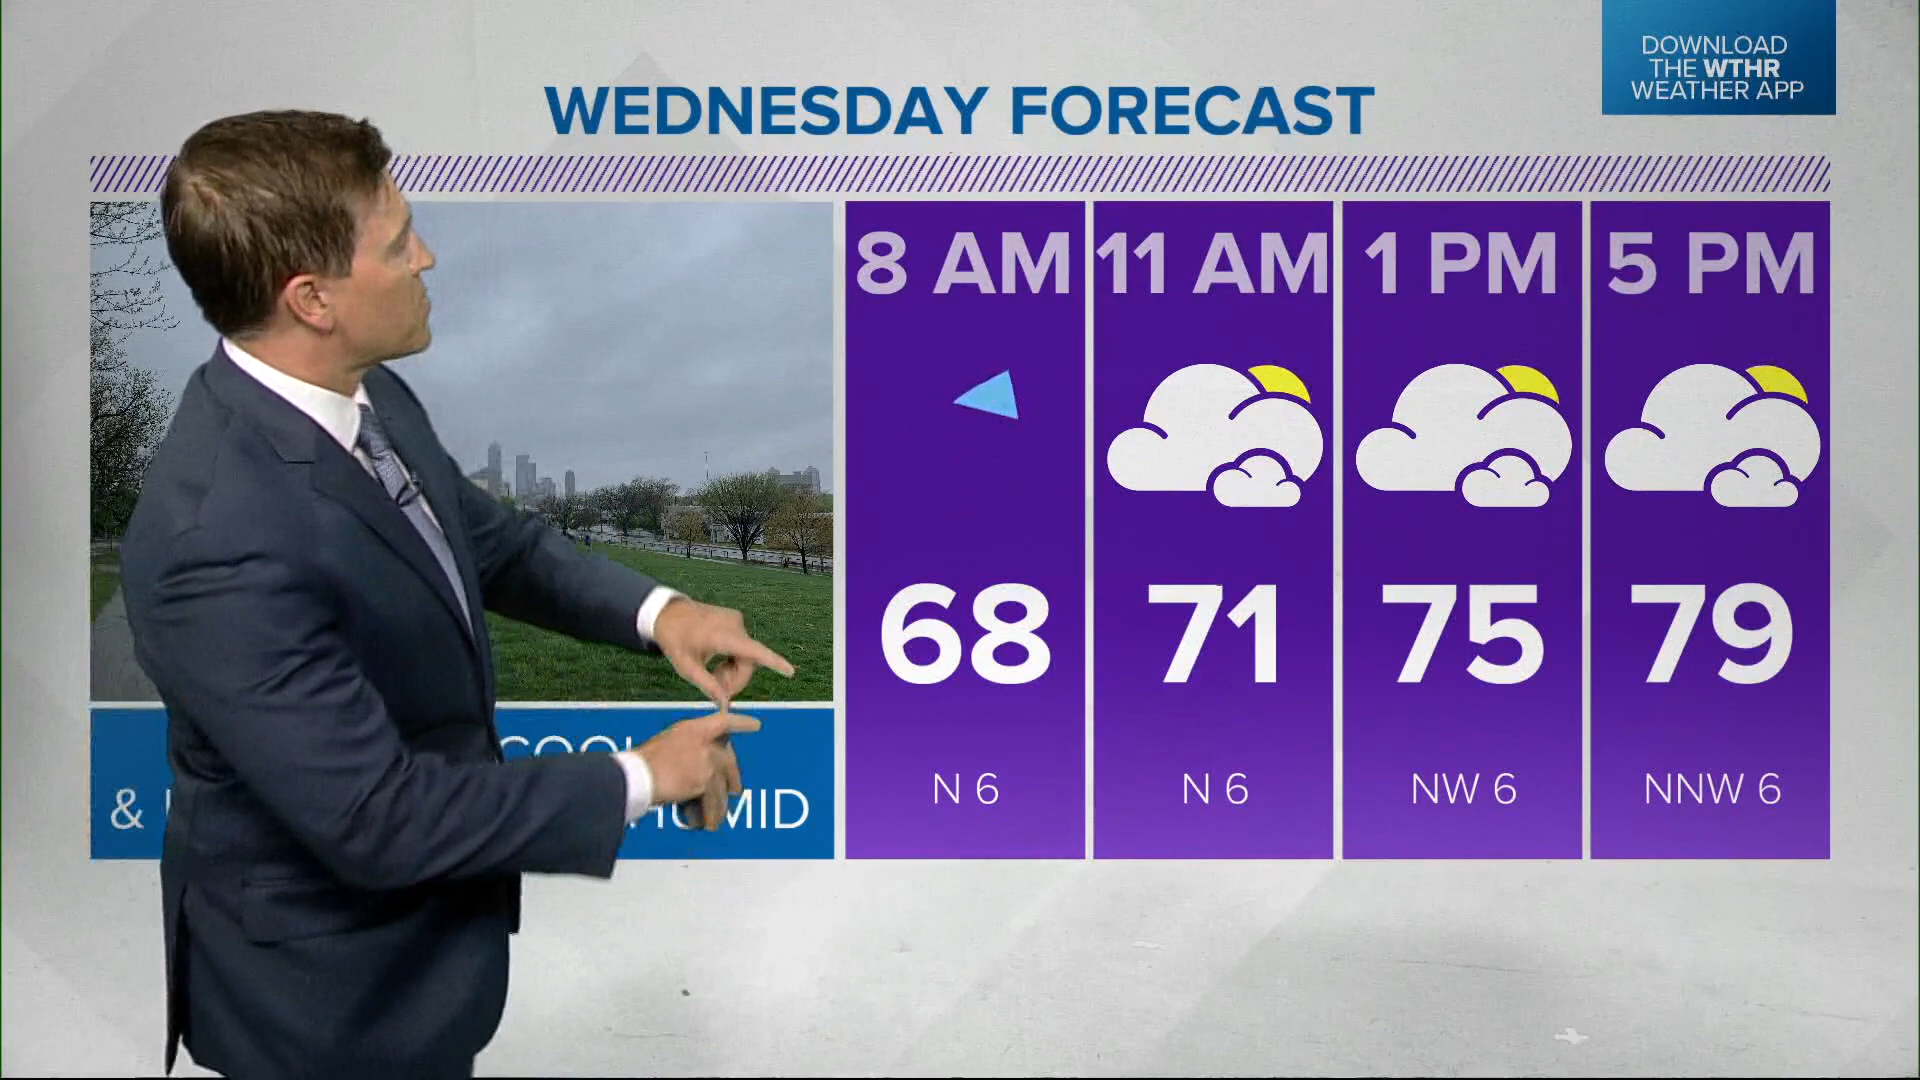 DOWNLOAD
THE WTHR
WEATHER APP
WEDNESDAY FORECAST
8 AM
68
N 6
11 AM
71
N 6
1 PM
75
NW 6
5 PM
79
NNW 6
&